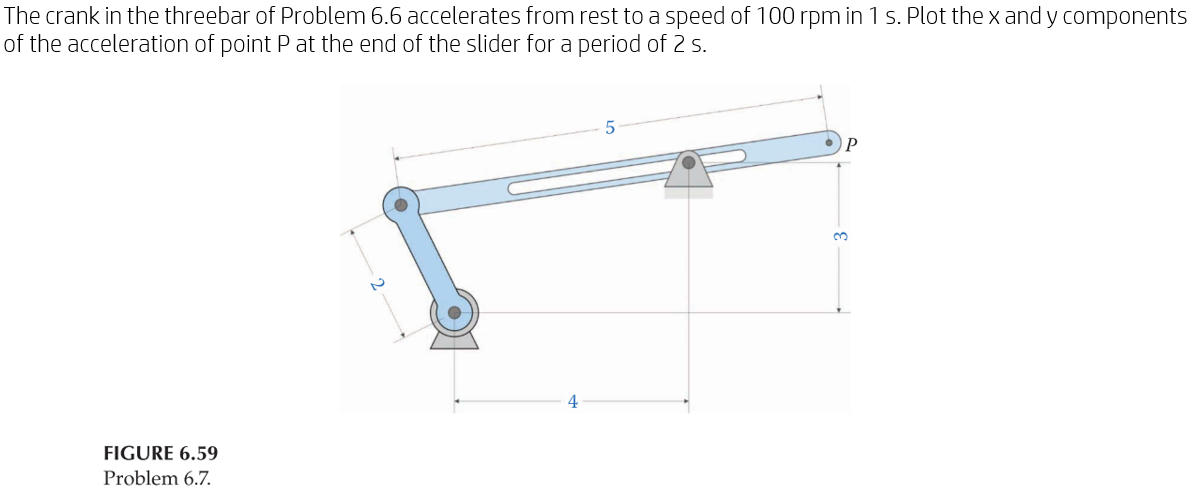 The crank in the threebar of Problem 6.6 accelerates from rest to a speed of 100 rpm in 1 s. Plot the x and y components
of the acceleration of point P at the end of the slider for a period of 2 s.
5
P
3
2
4
FIGURE 6.59
Problem 6.7.